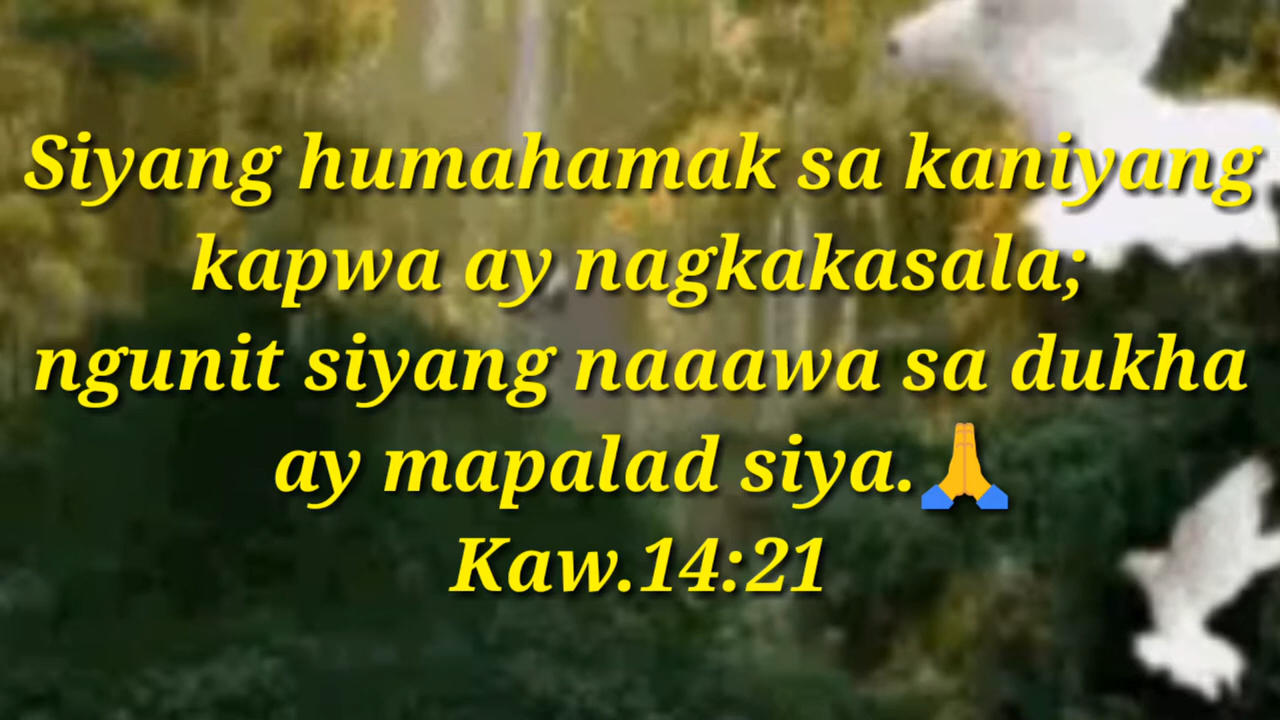 Siyang humahamak sa kaniyang
kapwa ay nagkakasala;
ngunit siyang naaawa sa dukha
ay mapalad siya.🙏
Kaw.14:21